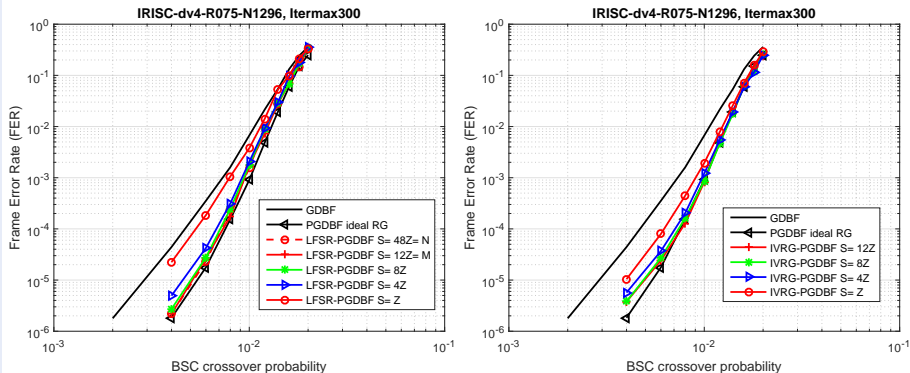 IRISC-dv4-R075-N1296, Itermax300
Frame Error Rate (FER)
10^0
10^-1
10^-2
10^-3
10^-4
10^-5
10^-6
GDBF
PGDBF ideal RG
LFSR-PGDBF S= 48Z= N
LFSR-PGDBF S= 12Z= M
LFSR-PGDBF S= 8Z
LFSR-PGDBF S= 4Z
LFSR-PGDBF S= Z
10^-3
10^-2
10^-1
BSC crossover probability
IRISC-dv4-R075-N1296, Itermax300
Frame Error Rate (FER)
10^0
10^-1
10^-2
10^-3
10^-4
10^-5
10^-6
GDBF
PGDBF ideal RG
IVRG-PGDBF S= 12Z
IVRG-PGDBF S= 8Z
IVRG-PGDBF S= 4Z
IVRG-PGDBF S= Z
10^-3
10^-2
10^-1
BSC crossover probability